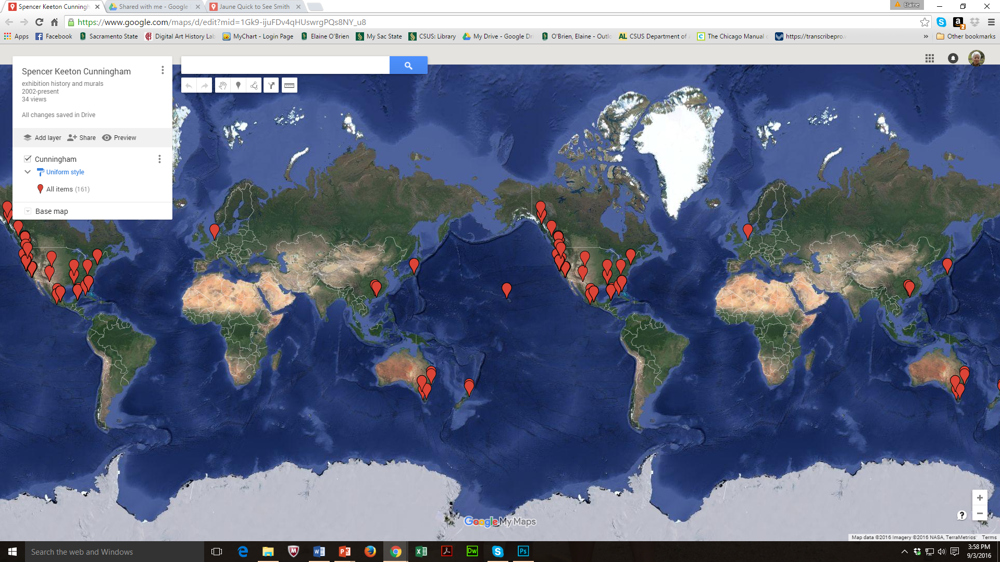 Spencer Keeton Cunningh
Shared with me - Google
Jaune Quick to See Smith
Elaine
https://www.google.com/maps/d/edit?mid=1Gk9-ijuFDv4qHUswrgPQs8NY_u8
2
Apps
Facebook
Sacramento State
Digital Art History Lab
MyChart - Login Page
Elaine O'Brien
My Sac State
CSUS: Library
My Drive - Google Dri
O'Brien, Elaine - Outlo
AL CSUS Department of
C The Chicago Manual
https://transcribepro.
» Other bookmarks
Spencer Keeton Cunningham
exhibition history and murals
2002-present
34 views
All changes saved in Drive
Add layer Share Preview
Cunningham
Uniform style
All items (161)
Base map
Google My Maps
?
Map data ©2016 Imagery ©2016 NASA, TerraMetrics Terms
Search the web and Windows
Dw
Ps
3:58 PM
9/3/2016